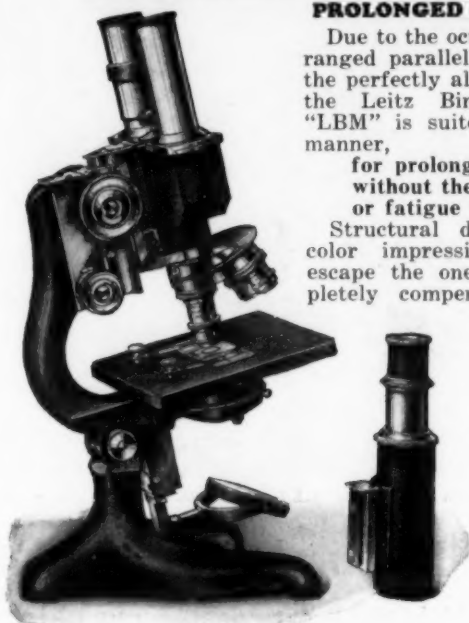 PROLONGED
Due to the oc
ranged parallel
the perfectly al
the Leitz Bin
"LBM" is suit
manner,
for prolong
without the
or fatigue
Structural d
color impressi
escape the one
pletely compen